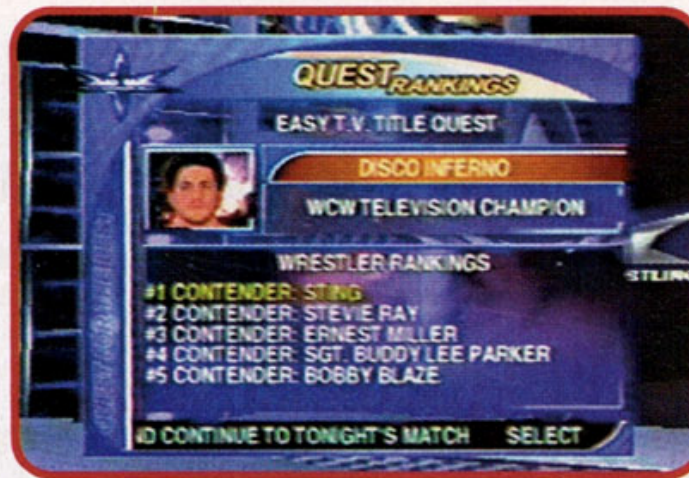 QUEST RANKINGS
EASY T.V. TITLE QUEST
DISCO INFERNO
WCW TELEVISION CHAMPION
WRESTLER RANKINGS
#1 CONTENDER: STING
#2 CONTENDER: STEVIE RAY
#3 CONTENDER: ERNEST MILLER
#4 CONTENDER: SGT. BUDDY LEE PARKER
#5 CONTENDER: BOBBY BLAZE
STLING
ND CONTINUE TO TONIGHT'S MATCH SELECT